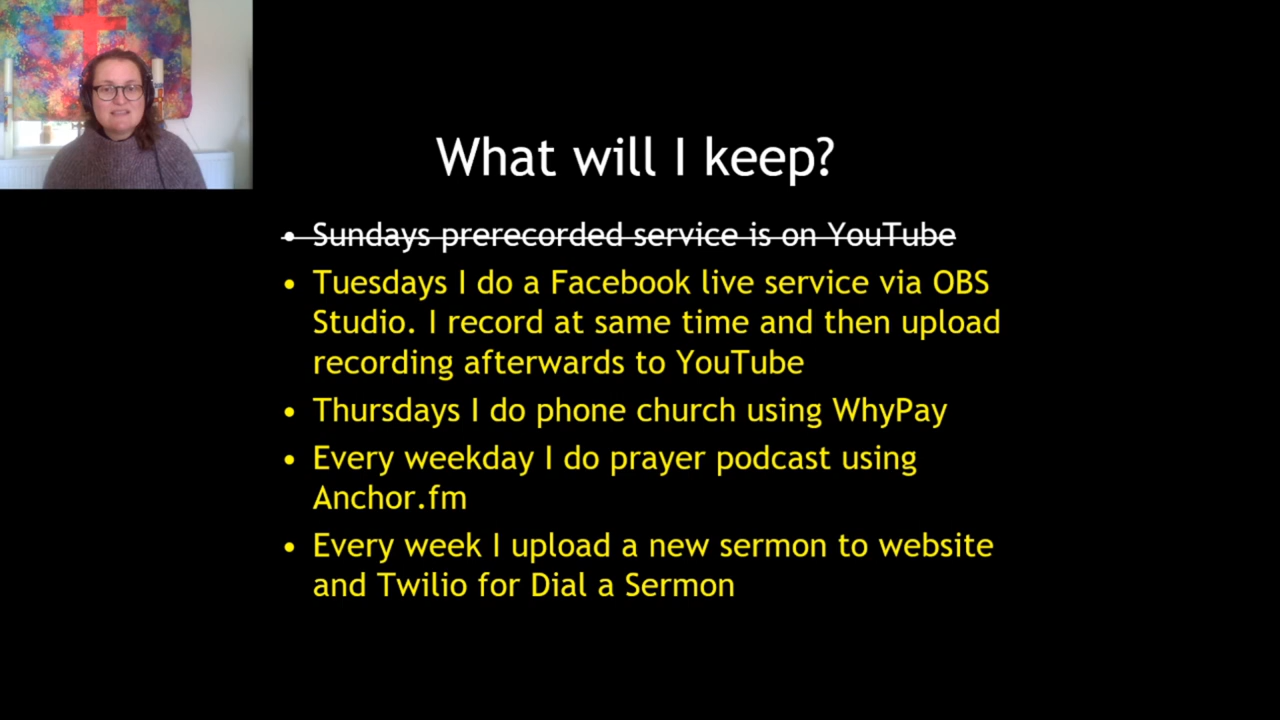 What will I keep?
• Sundays prerecorded service is on YouTube
• Tuesdays I do a Facebook live service via OBS
Studio. I record at same time and then upload
recording afterwards to YouTube
• Thursdays I do phone church using WhyPay
• Every weekday I do prayer podcast using
Anchor.fm
• Every week I upload a new sermon to website
and Twilio for Dial a Sermon